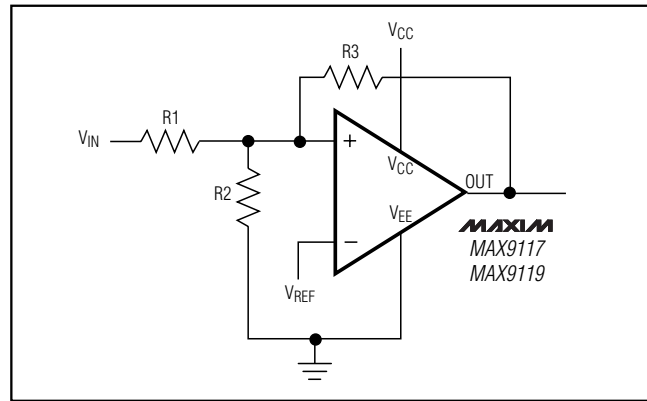 VCC
R3
R1
VIN
+
VCC
R2
OUT
VEE
MAXIM
−
MAX9117
MAX9119
VREF